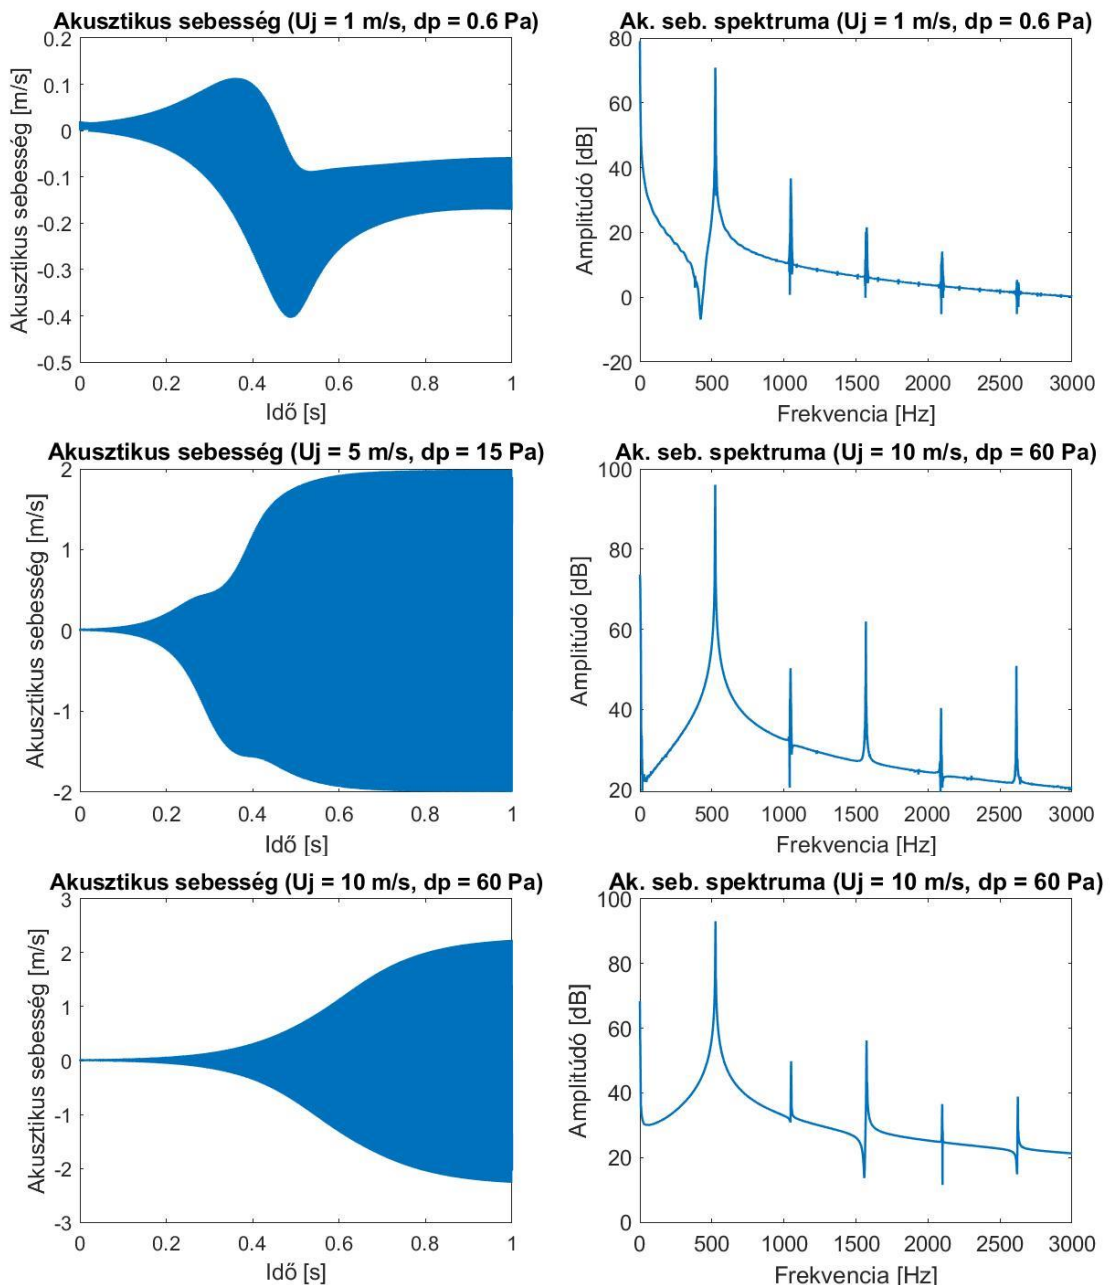 Akusztikus sebesség (Uj = 1 m/s, dp = 0.6 Pa)
0.2
0.1
0
-0.1
-0.2
-0.3
-0.4
-0.5
Akusztikus sebesség [m/s]
0 0.2 0.4 0.6 0.8 1
Idő [s]
Ak. seb. spektruma (Uj = 1 m/s, dp = 0.6 Pa)
80
60
40
20
0
-20
Amplitúdó [dB]
0 500 1000 1500 2000 2500 3000
Frekvencia [Hz]
Akusztikus sebesség (Uj = 5 m/s, dp = 15 Pa)
2
1
0
-1
-2
Akusztikus sebesség [m/s]
0 0.2 0.4 0.6 0.8 1
Idő [s]
Ak. seb. spektruma (Uj = 10 m/s, dp = 60 Pa)
100
80
60
40
20
Amplitúdó [dB]
0 500 1000 1500 2000 2500 3000
Frekvencia [Hz]
Akusztikus sebesség (Uj = 10 m/s, dp = 60 Pa)
3
2
1
0
-1
-2
-3
Akusztikus sebesség [m/s]
0 0.2 0.4 0.6 0.8 1
Idő [s]
Ak. seb. spektruma (Uj = 10 m/s, dp = 60 Pa)
100
80
60
40
20
0
Amplitúdó [dB]
0 500 1000 1500 2000 2500 3000
Frekvencia [Hz]